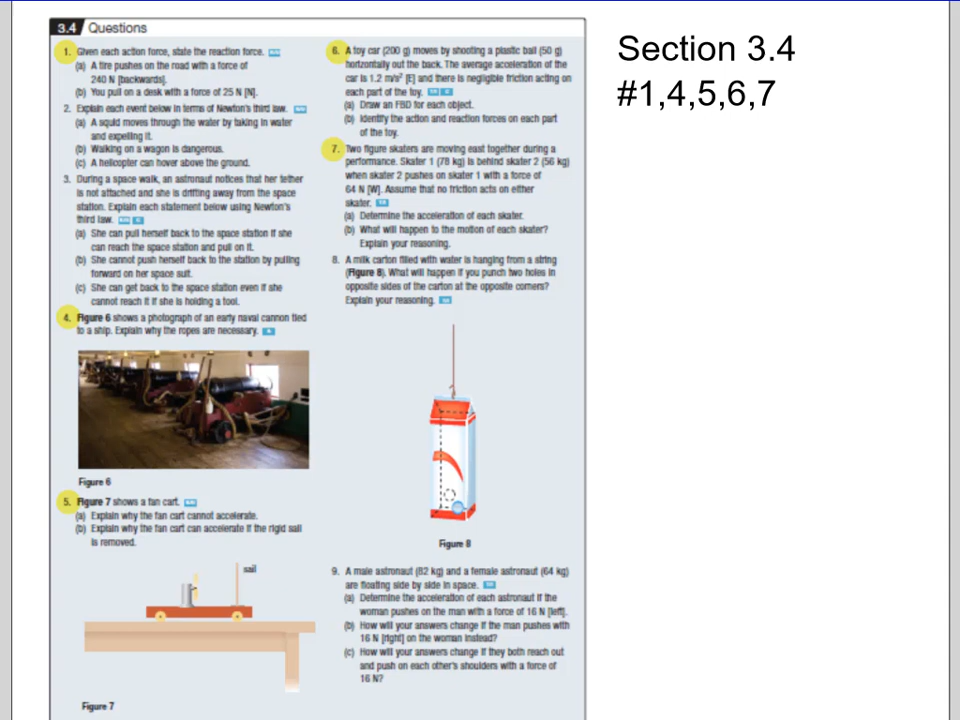 3.4 Questions
1. Given each action force, state the reaction force.
(a) A tire pushes on the road with a force of
240 N [backwards].
(b) You pull on a desk with a force of 25 N [N].
2. Explain each event below in terms of Newton's third law.
(a) A squid moves through the water by taking in water
and expelling it.
(b) Walking on a wagon is dangerous.
(c) A helicopter can hover above the ground.
3. During a space walk, an astronaut notices that her tether
is not attached and she is drifting away from the space
station. Explain each statement below using Newton's
third law.
(a) She can pull herself back to the space station if she
can reach the space station and pull on it.
(b) She cannot push herself back to the station by pulling
forward on her space suit.
(c) She can get back to the space station even if she
cannot reach it if she is holding a tool.
4. Figure 6 shows a photograph of an early naval cannon tied
to a ship. Explain why the ropes are necessary.
Figure 6
5. Figure 7 shows a fan cart.
(a) Explain why the fan cart cannot accelerate.
(b) Explain why the fan cart can accelerate if the rigid sail
is removed.
sail
Figure 7
6. A toy car (200 g) moves by shooting a plastic ball (50 g)
horizontally out the back. The average acceleration of the
car is 1.2 m/s² [E] and there is negligible friction acting on
each part of the toy.
(a) Draw an FBD for each object.
(b) Identify the action and reaction forces on each part
of the toy.
7. Two figure skaters are moving east together during a
performance. Skater 1 (78 kg) is behind skater 2 (56 kg)
when skater 2 pushes on skater 1 with a force of
64 N [W]. Assume that no friction acts on either
skater.
(a) Determine the acceleration of each skater.
(b) What will happen to the motion of each skater?
Explain your reasoning.
8. A milk carton filled with water is hanging from a string
(Figure 8). What will happen if you punch two holes in
opposite sides of the carton at the opposite corners?
Explain your reasoning.
Figure 8
9. A male astronaut (82 kg) and a female astronaut (64 kg)
are floating side by side in space.
(a) Determine the acceleration of each astronaut if the
woman pushes on the man with a force of 16 N [left].
(b) How will your answers change if the man pushes with
16 N [right] on the woman instead?
(c) How will your answers change if they both reach out
and push on each other's shoulders with a force of
16 N?
Section 3.4
#1,4,5,6,7